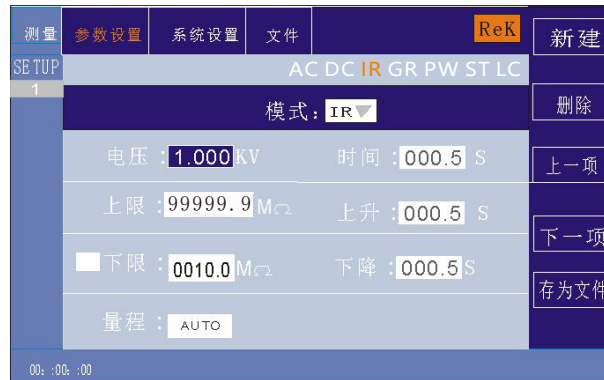 测量 参数设置 系统设置 文件 ReK 新建
SETUP AC DC IR GR PW ST LC
1
模式：IR 删除
电压：1.000 KV 时间：000.5 S 上一项
上限：99999.9 MΩ 上升：000.5 S
下一项
下限：0010.0 MΩ 下降：000.5 S
存为文件
量程：AUTO
00: :00: :00